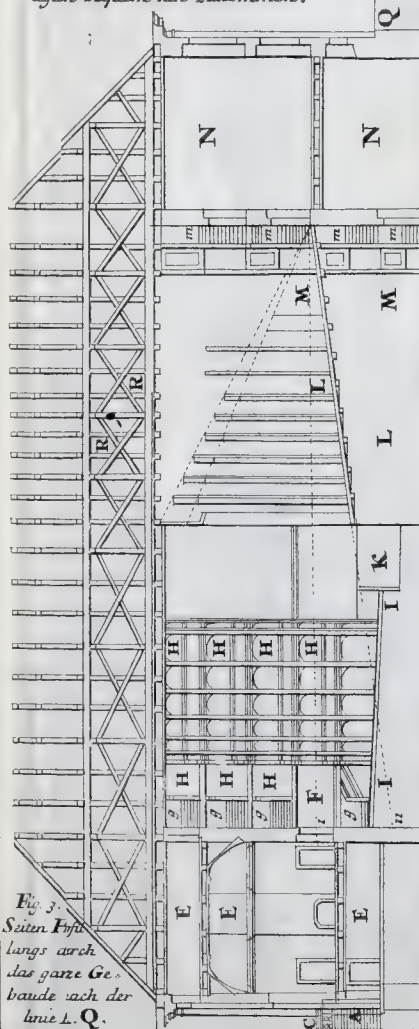 Q
N
N
m
m
m
m
M
M
R
R
L
L
K
I
H
H
H
H
H
H
H
F
I
g
g
g
g
i
n
E
E
E
Fig. 3.
Seiten Profil
langs durch
das ganze Ge-
baude nach der
linie L. Q.
C
A